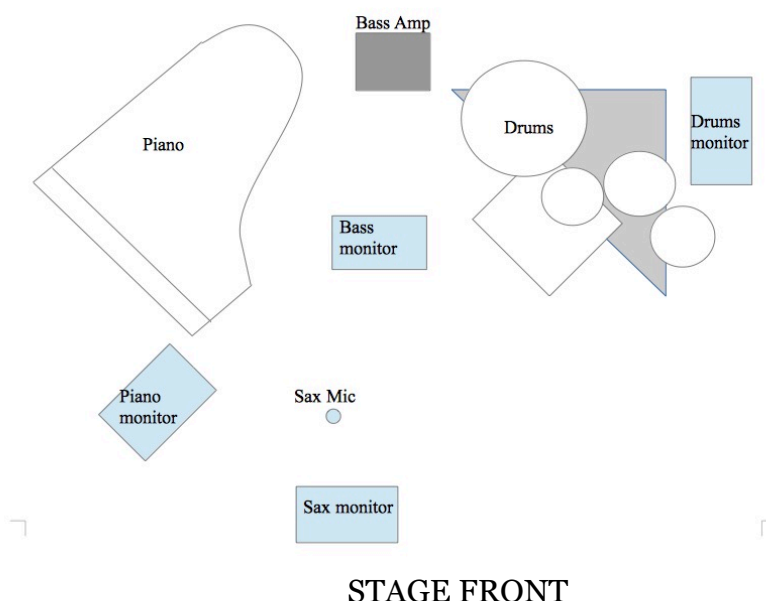 Bass Amp
Piano
Drums
Drums
monitor
Bass
monitor
Piano
monitor
Sax Mic
Sax monitor
STAGE FRONT